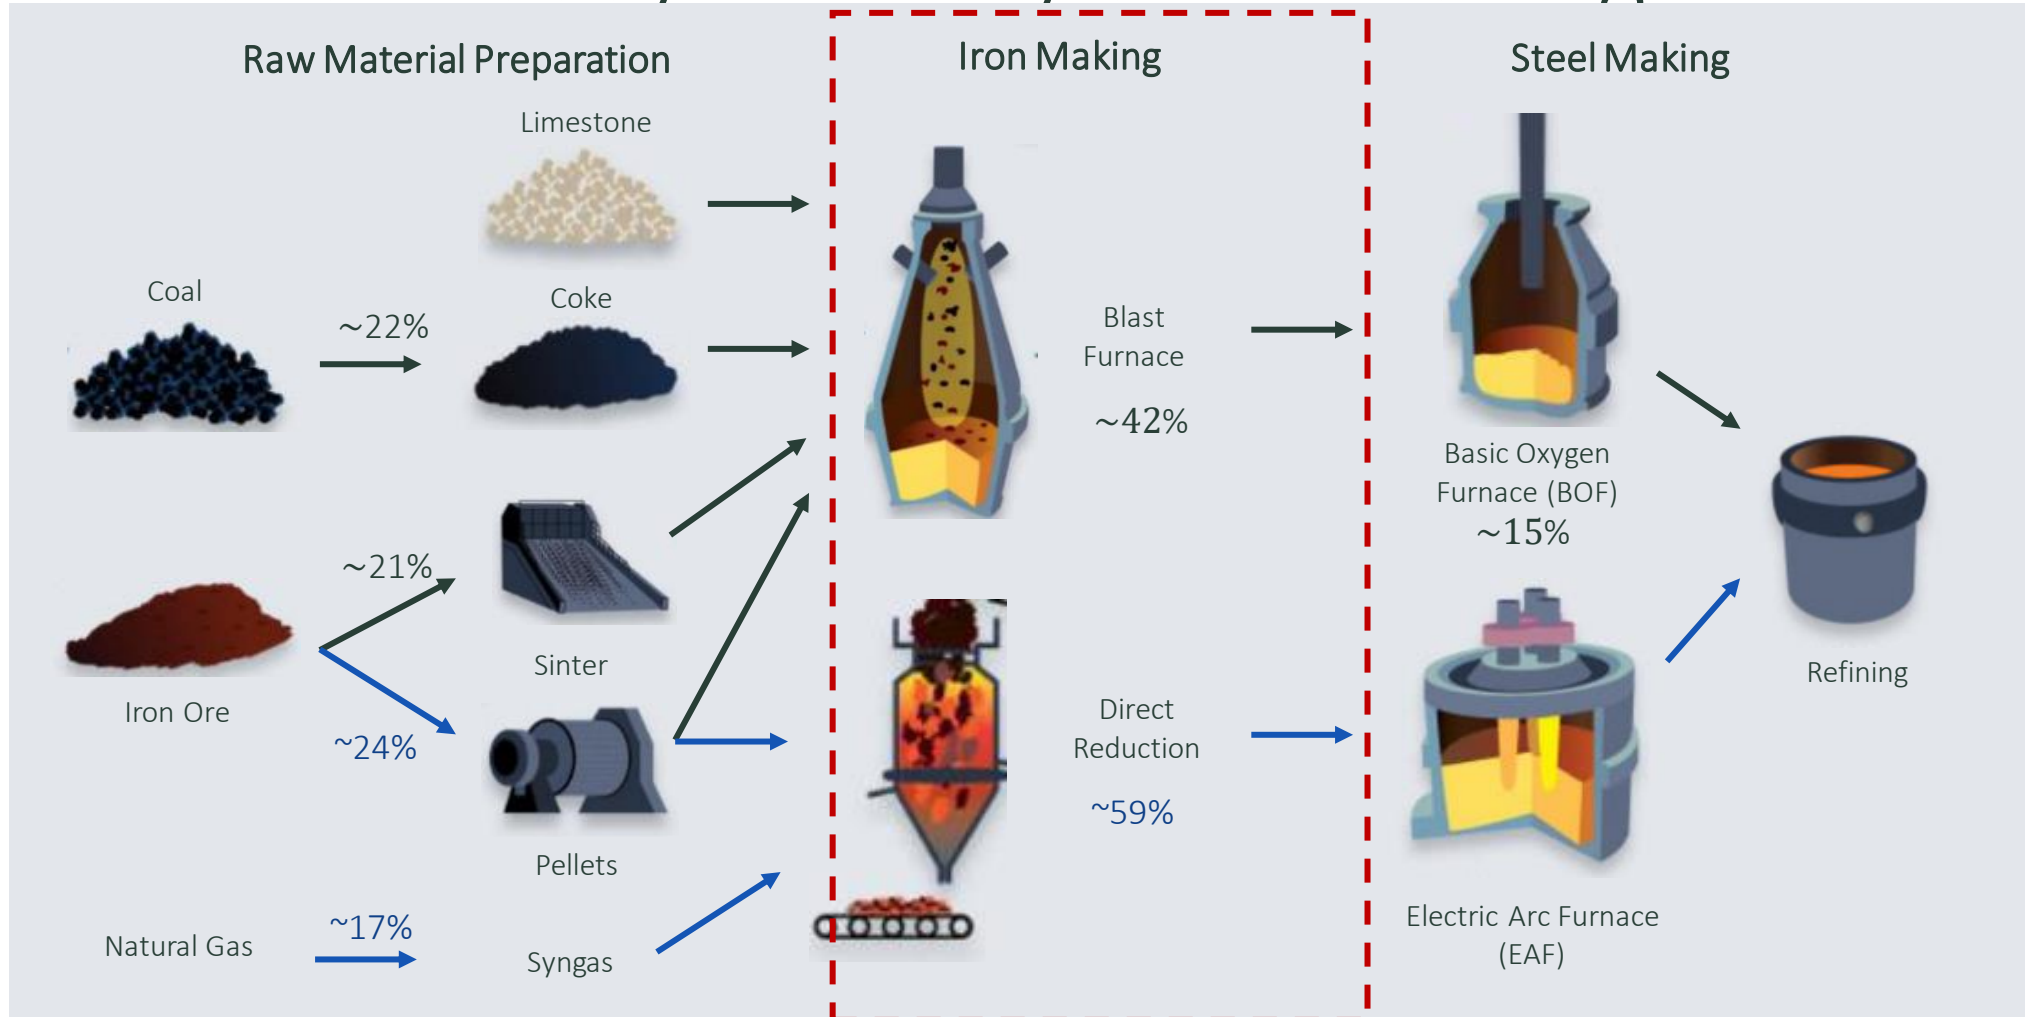 Raw Material Preparation
Iron Making
Steel Making
Limestone
Coal
~22%
Coke
Blast
Furnace
~42%
Basic Oxygen
Furnace (BOF)
~15%
~21%
Sinter
Iron Ore
~24%
Pellets
Direct
Reduction
~59%
Refining
Natural Gas
~17%
Syngas
Electric Arc Furnace
(EAF)